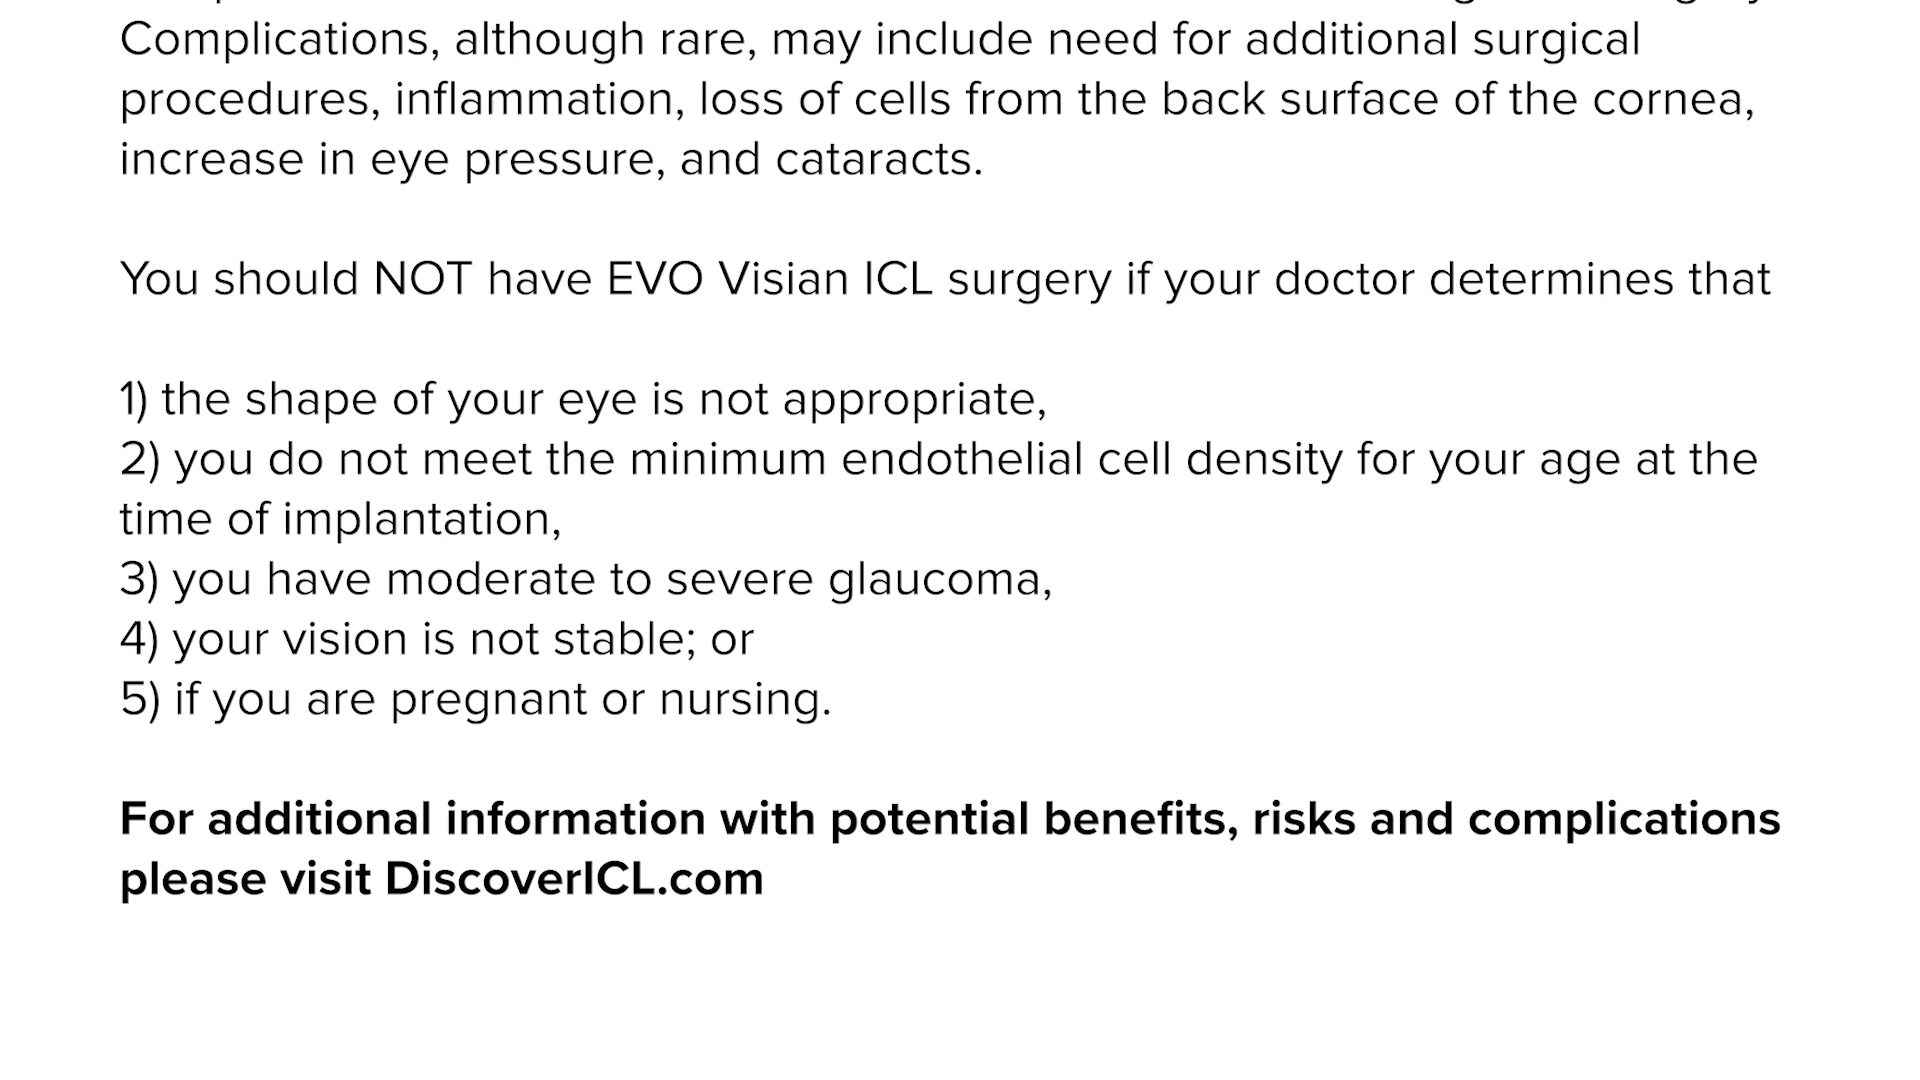 Complications, although rare, may include need for additional surgical
procedures, inflammation, loss of cells from the back surface of the cornea,
increase in eye pressure, and cataracts.
You should NOT have EVO Visian ICL surgery if your doctor determines that
1) the shape of your eye is not appropriate,
2) you do not meet the minimum endothelial cell density for your age at the
time of implantation,
3) you have moderate to severe glaucoma,
4) your vision is not stable; or
5) if you are pregnant or nursing.
For additional information with potential benefits, risks and complications
please visit DiscoverICL.com